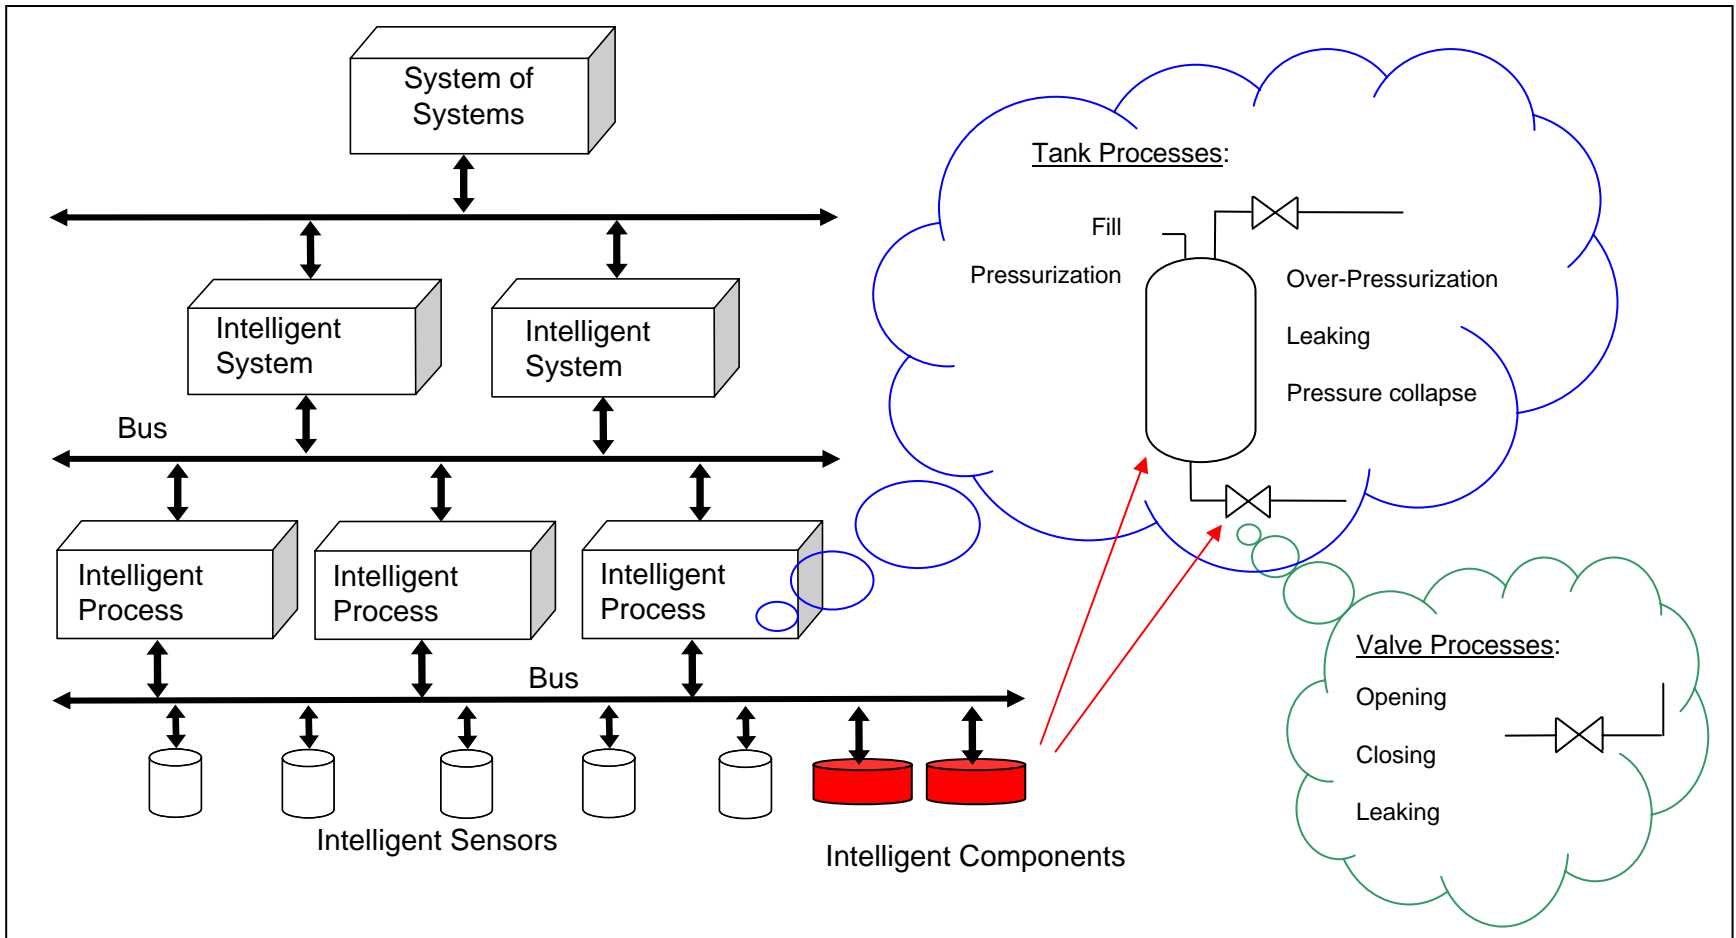 System of
Systems
Intelligent
System
Intelligent
System
Bus
Intelligent
Process
Intelligent
Process
Intelligent
Process
Bus
Intelligent Sensors
Intelligent Components
Tank Processes:
Fill
Pressurization
Over-Pressurization
Leaking
Pressure collapse
Valve Processes:
Opening
Closing
Leaking